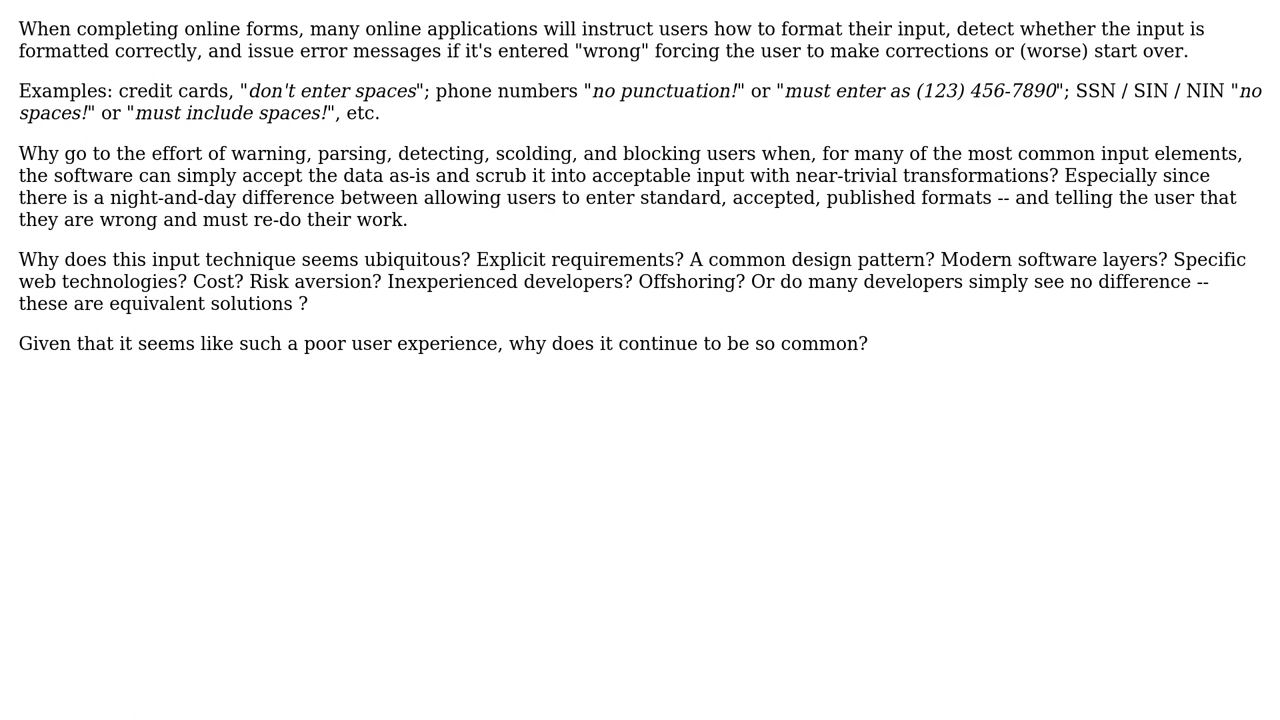 When completing online forms, many online applications will instruct users how to format their input, detect whether the input is
formatted correctly, and issue error messages if it's entered "wrong" forcing the user to make corrections or (worse) start over.
Examples: credit cards, "don't enter spaces"; phone numbers "no punctuation!" or "must enter as (123) 456-7890"; SSN / SIN / NIN "no
spaces!" or "must include spaces!", etc.
Why go to the effort of warning, parsing, detecting, scolding, and blocking users when, for many of the most common input elements,
the software can simply accept the data as-is and scrub it into acceptable input with near-trivial transformations? Especially since
there is a night-and-day difference between allowing users to enter standard, accepted, published formats -- and telling the user that
they are wrong and must re-do their work.
Why does this input technique seems ubiquitous? Explicit requirements? A common design pattern? Modern software layers? Specific
web technologies? Cost? Risk aversion? Inexperienced developers? Offshoring? Or do many developers simply see no difference --
these are equivalent solutions ?
Given that it seems like such a poor user experience, why does it continue to be so common?